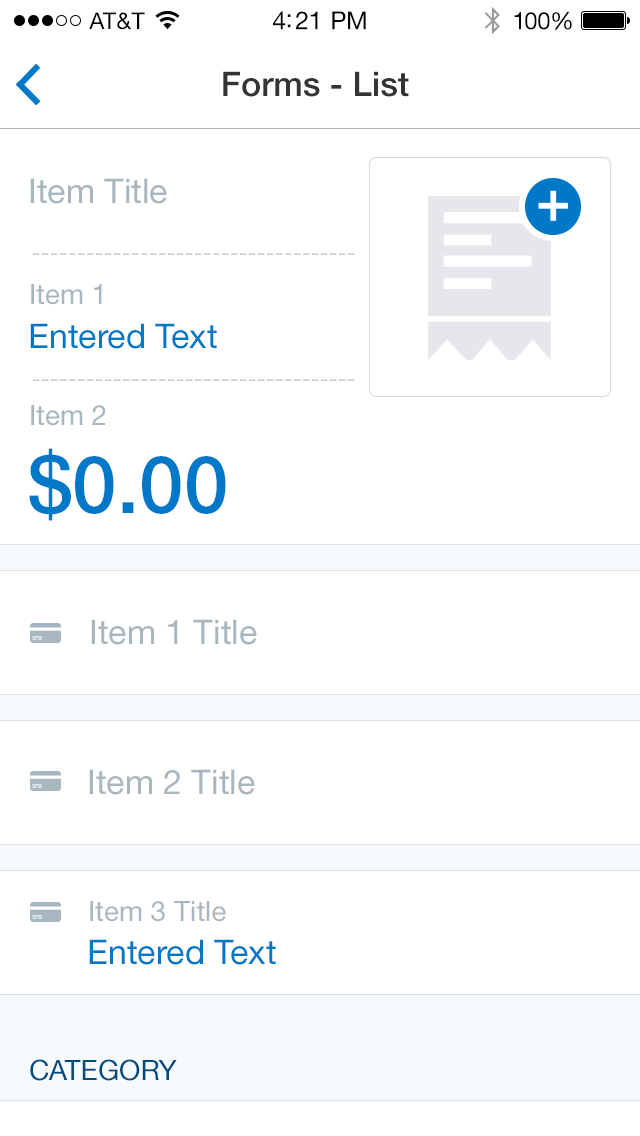 AT&T 4:21 PM 100%
Forms - List
Item Title
Item 1
Entered Text
Item 2
$0.00
Item 1 Title
Item 2 Title
Item 3 Title
Entered Text
CATEGORY